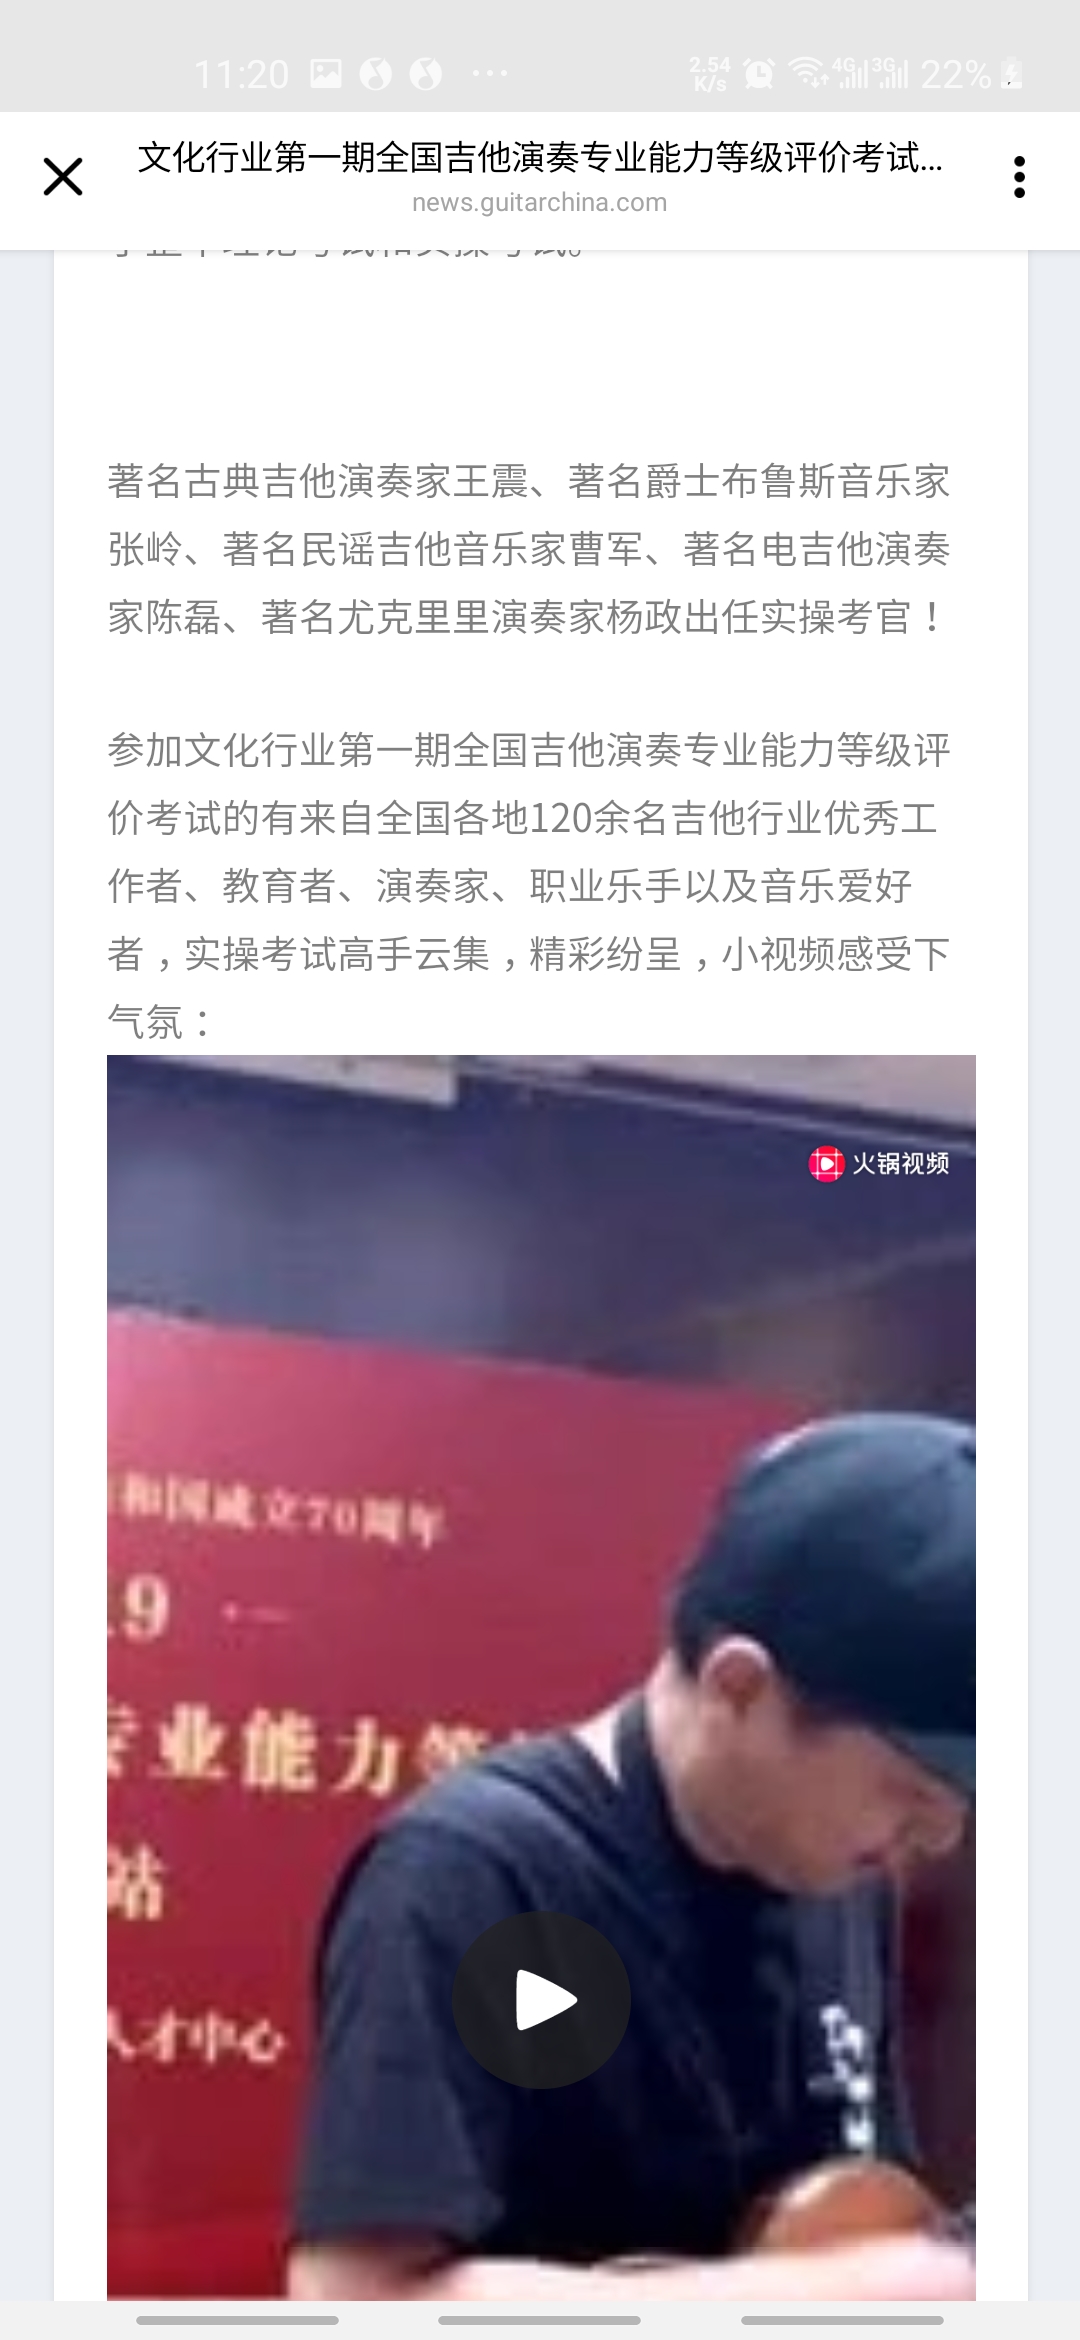 11:20
2.54 K/s 4G 3G 22%
文化行业第一期全国吉他演奏专业能力等级评价考试...
news.guitarchina.com
著名古典吉他演奏家王震、著名爵士布鲁斯音乐家
张岭、著名民谣吉他音乐家曹军、著名电吉他演奏
家陈磊、著名尤克里里演奏家杨政出任实操考官！
参加文化行业第一期全国吉他演奏专业能力等级评
价考试的有来自全国各地120余名吉他行业优秀工
作者、教育者、演奏家、职业乐手以及音乐爱好
者，实操考试高手云集，精彩纷呈，小视频感受下
气氛：
火锅视频
和国成立70周年
19
专业能力等
站
人才中心